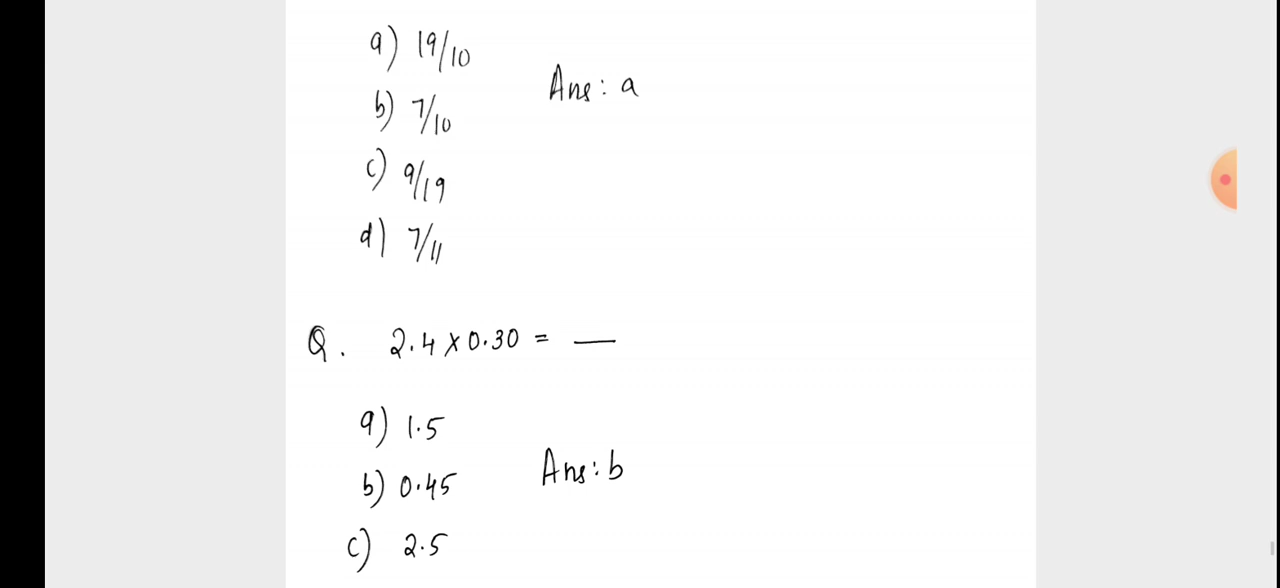 a) 19/10
Ans: a
b) 7/10
c) 9/19
d) 7/11
Q. 2.4 x 0.30 = __
a) 1.5
b) 0.45
Ans: b
c) 2.5